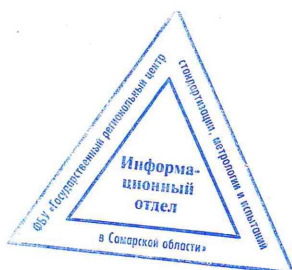 ФБУ «Государственный региональный центр
стандартизации, метрологии и испытаний
в Самарской области»
Информа-
ционный
отдел